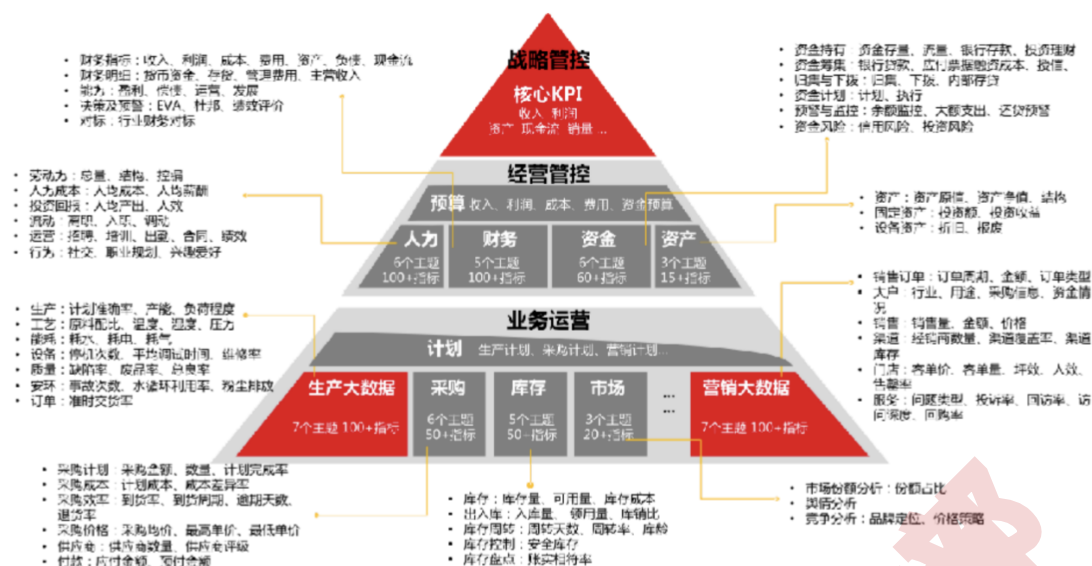 战略管控
核心KPI
收入 利润
资产 现金流 销量 ...
经营管控
预算 收入、利润、成本、费用、资金预算
人力
6个主题
100+指标
财务
5个主题
100+指标
资金
6个主题
60+指标
资产
3个主题
15+指标
业务运营
计划 生产计划、采购计划、营销计划...
生产大数据
7个主题 100+指标
采购
6个主题
50+指标
库存
5个主题
50+指标
市场
3个主题
20+指标
...
...
营销大数据
7个主题 100+指标
• 财务指标：收入、利润、成本、费用、资产、负债、现金流
• 财务明细：货币资金、存货、管理费用、主营收入
• 能力：盈利、偿债、运营、发展
• 决策及预警：EVA、杜邦、绩效评价
• 对标：行业财务对标
• 劳动力：总量、结构、控编
• 人力成本：人均成本、人均薪酬
• 投资回报：人均产出、人效
• 流动：离职、入职、调动
• 运营：招聘、培训、出勤、合同、绩效
• 行为：社交、职业规划、兴趣爱好
• 生产：计划准确率、产能、负荷程度
• 工艺：原料配比、温度、湿度、压力
• 能耗：耗水、耗电、耗气
• 设备：停机次数、平均调试时间、维修率
• 质量：缺陷率、废品率、总良率
• 安环：事故次数、水循环利用率、粉尘排放
• 订单：准时交货率
• 采购计划：采购金额、数量、计划完成率
• 采购成本：计划成本、成本差异率
• 采购效率：到货率、到货周期、逾期天数、
退货率
• 采购价格：采购均价、最高单价、最低单价
• 供应商：供应商数量、供应商评级
• 付款：应付金额、预付金额
• 库存：库存量、可用量、库存成本
• 出入库：入库量、领用量、库销比
• 库存周转：周转天数、周转率、库龄
• 库存控制：安全库存
• 库存盘点：账实相符率
• 市场份额分析：份额占比
• 舆情分析
• 竞争分析：品牌定位、价格策略
• 资金持有：资金存量、流量、银行存款、投资理财
• 资金筹集：银行贷款、应付票据融资成本、授信、
• 归集与下拨：归集、下拨、内部存贷
• 资金计划：计划、执行
• 预警与监控：余额监控、大额支出、还贷预警
• 资金风险：信用风险、投资风险
• 资产：资产原值、资产净值、结构
• 固定资产：投资额、投资收益
• 设备资产：折旧、报废
• 销售订单：订单周期、金额、订单类型
• 大户：行业、用途、采购信息、资金情
况
• 销售：销售量、金额、价格
• 渠道：经销商数量、渠道覆盖率、渠道
库存
• 门店：客单价、客单量、坪效、人效、
售罄率
• 服务：问题类型、投诉率、回访率、访
问深度、回购率